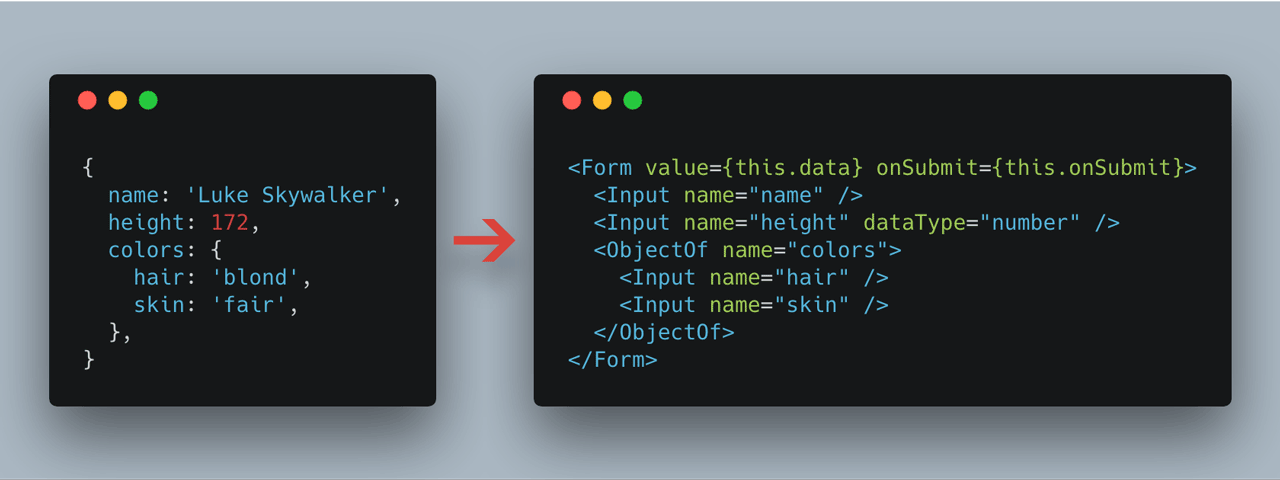 {
  name: 'Luke Skywalker',
  height: 172,
  colors: {
    hair: 'blond',
    skin: 'fair',
  },
}
<Form value={this.data} onSubmit={this.onSubmit}>
  <Input name="name" />
  <Input name="height" dataType="number" />
  <ObjectOf name="colors">
    <Input name="hair" />
    <Input name="skin" />
  </ObjectOf>
</Form>